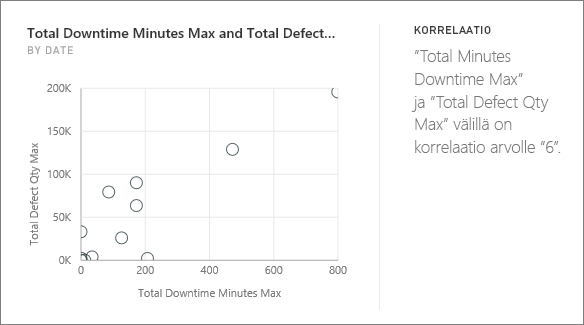 Total Downtime Minutes Max and Total Defect...
BY DATE
200K
150K
100K
50K
0K
0
200
400
600
800
Total Defect Qty Max
Total Downtime Minutes Max
KORRELAATIO
"Total Minutes
Downtime Max"
ja "Total Defect Qty
Max" välillä on
korrelaatio arvolle "6".